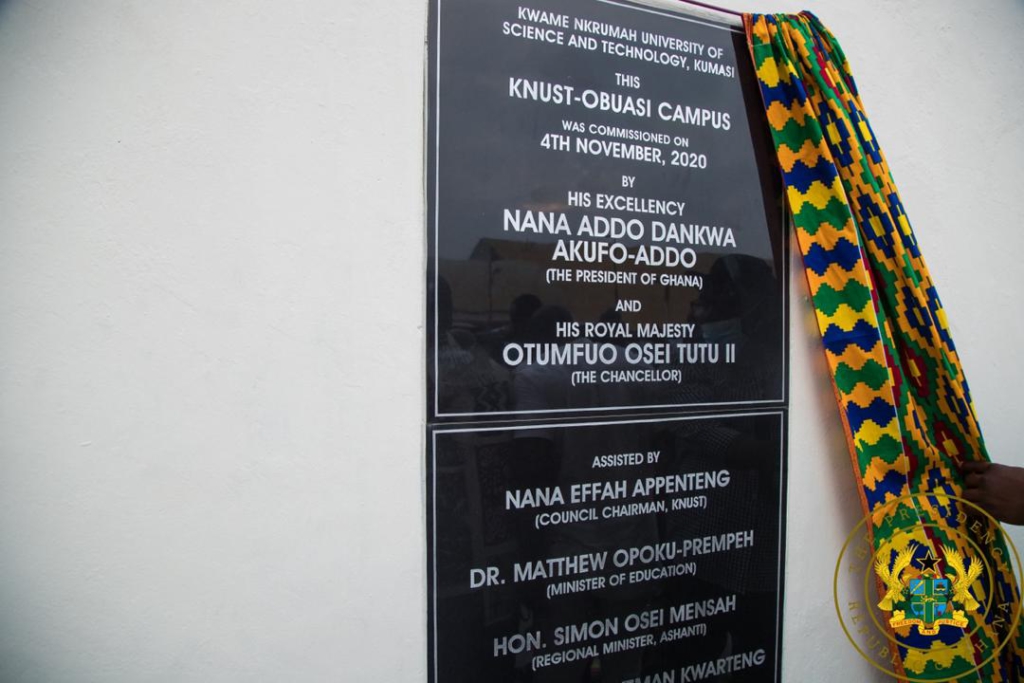 KWAME NKRUMAH UNIVERSITY OF
SCIENCE AND TECHNOLOGY, KUMASI
THIS
KNUST-OBUASI CAMPUS
WAS COMMISSIONED ON
4TH NOVEMBER, 2020
BY
HIS EXCELLENCY
NANA ADDO DANKWA
AKUFO-ADDO
(THE PRESIDENT OF GHANA)
AND
HIS ROYAL MAJESTY
OTUMFUO OSEI TUTU II
(THE CHANCELLOR)
ASSISTED BY
NANA EFFAH APPENTENG
(COUNCIL CHAIRMAN, KNUST)
DR. MATTHEW OPOKU-PREMPEH
(MINISTER OF EDUCATION)
HON. SIMON OSEI MENSAH
(REGIONAL MINISTER, ASHANTI)
KWARTENG